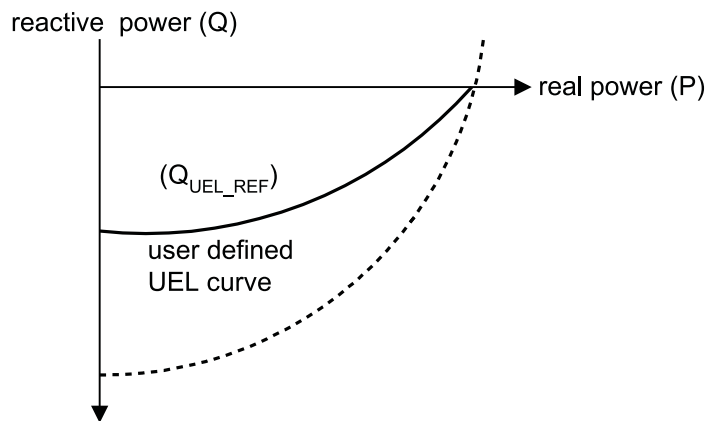 reactive power (Q)
real power (P)
(QUEL_REF)
user defined
UEL curve